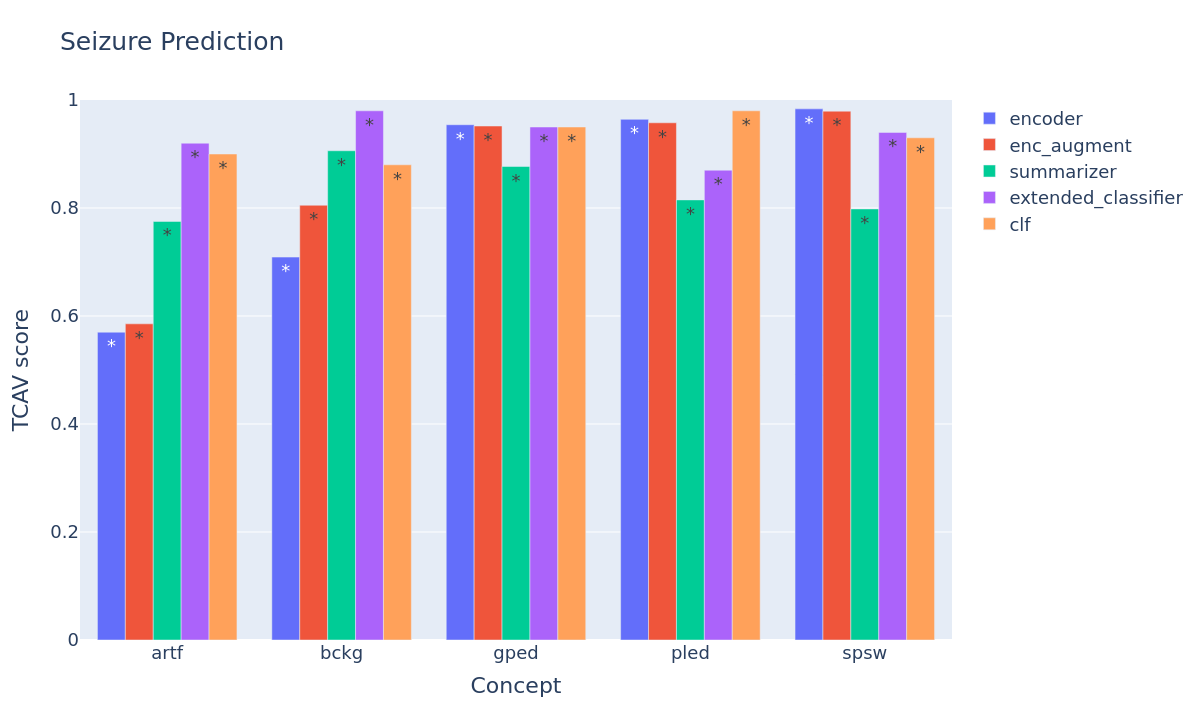 Seizure Prediction
1
0.8
0.6
0.4
0.2
0
TCAV score
* * * * *
* * * * *
* * * * *
* * * * *
* * * * *
artf bckg gped pled spsw
Concept
encoder
enc_augment
summarizer
extended_classifier
clf